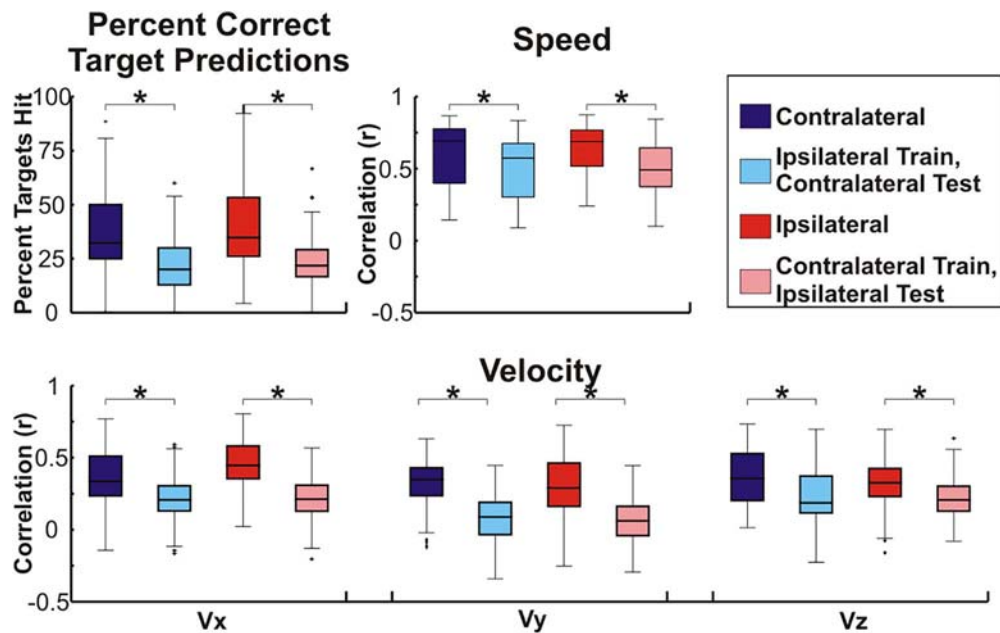 Percent Correct
Target Predictions
Percent Targets Hit
100
75
50
25
0
*
*
Speed
Correlation (r)
1
0.5
0
-0.5
*
*
Contralateral
Ipsilateral Train,
Contralateral Test
Ipsilateral
Contralateral Train,
Ipsilateral Test
Velocity
Correlation (r)
1
0.5
0
-0.5
*
*
*
*
*
*
Vx
Vy
Vz